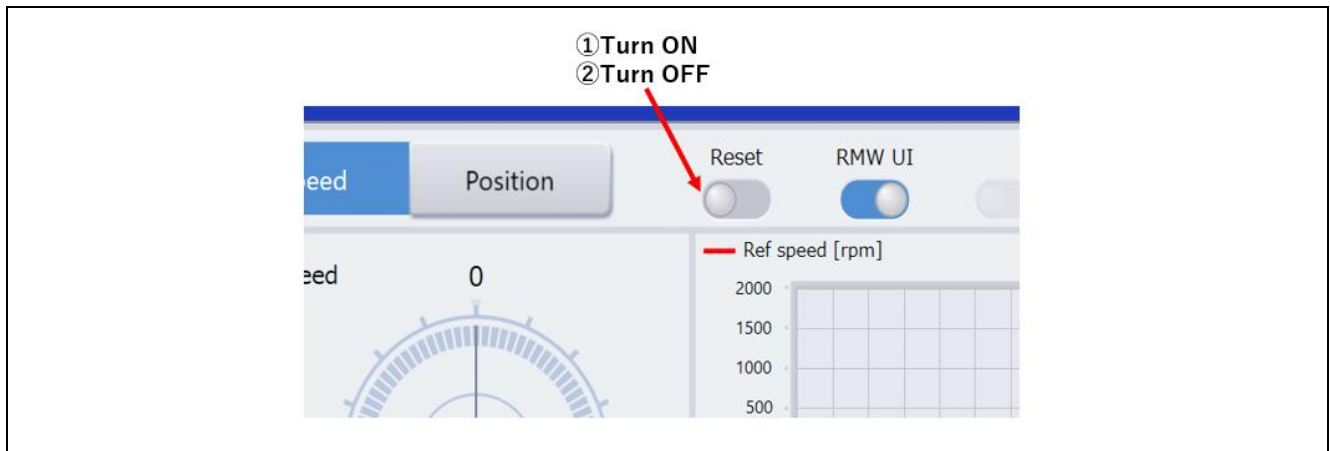 ①Turn ON
②Turn OFF
Reset RMW UI
eed Position
Ref speed [rpm]
eed 0
2000
1500
1000
500